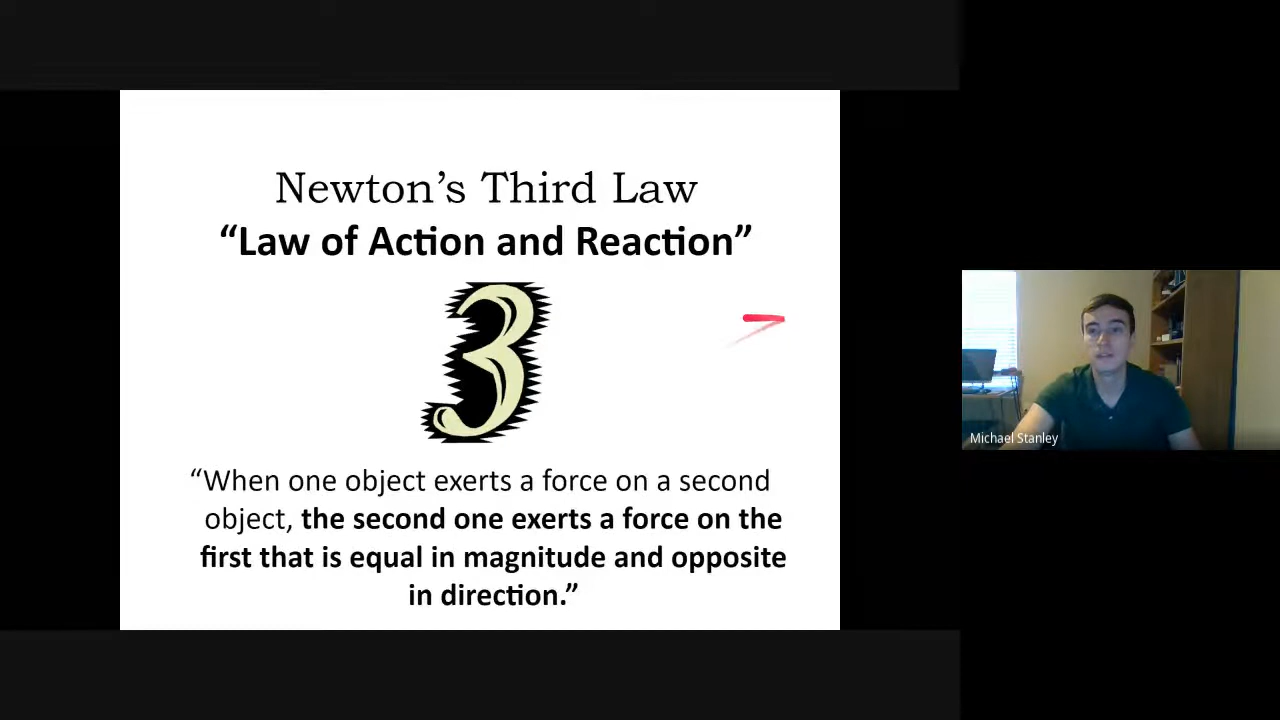 Newton’s Third Law
“Law of Action and Reaction”
3
“When one object exerts a force on a second
object, the second one exerts a force on the
first that is equal in magnitude and opposite
in direction.”
Michael Stanley